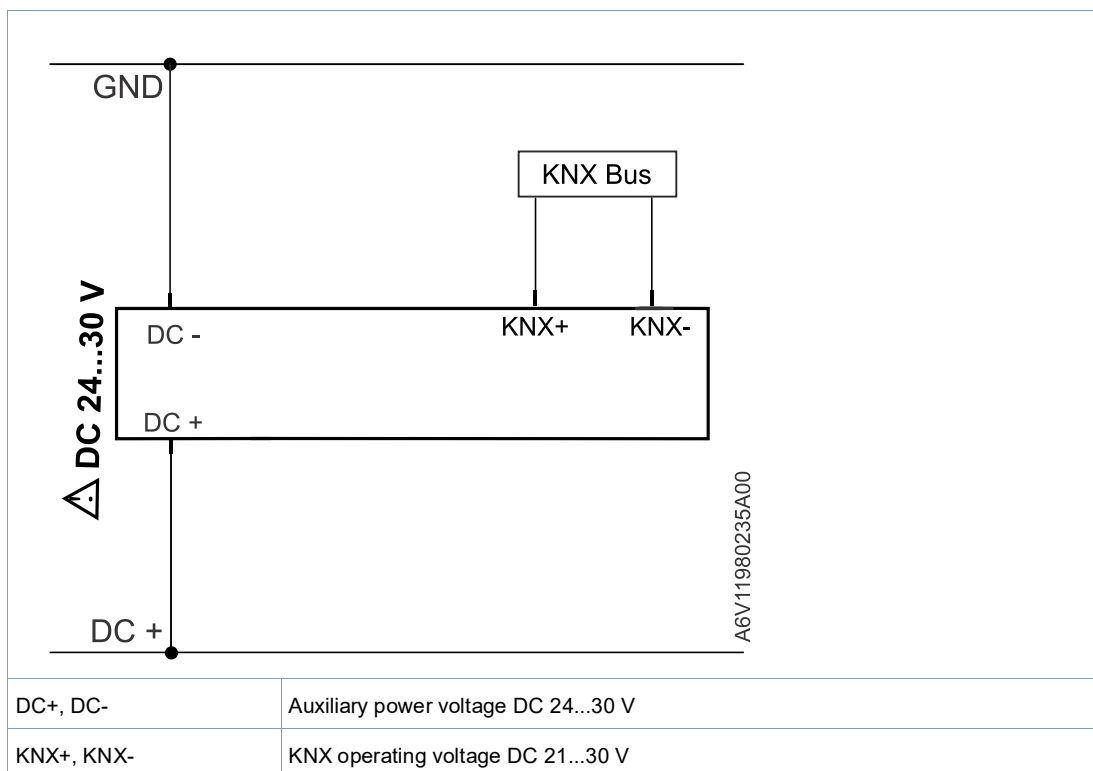 GND
KNX Bus
⚠ DC 24...30 V
DC -
KNX+ KNX-
DC +
A6V11980235A00
DC +
DC+, DC- Auxiliary power voltage DC 24...30 V
KNX+, KNX- KNX operating voltage DC 21...30 V